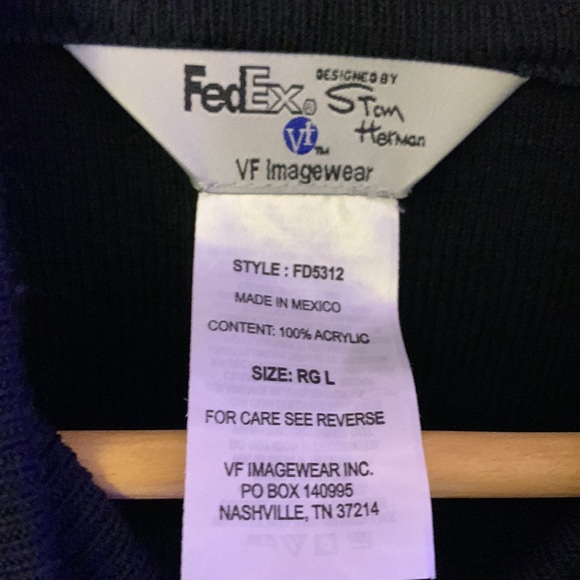 FedEx®
DESIGNED BY
Stan
Herman
vf™
VF Imagewear
STYLE : FD5312
MADE IN MEXICO
CONTENT: 100% ACRYLIC
SIZE: RG L
FOR CARE SEE REVERSE
VF IMAGEWEAR INC.
PO BOX 140995
NASHVILLE, TN 37214